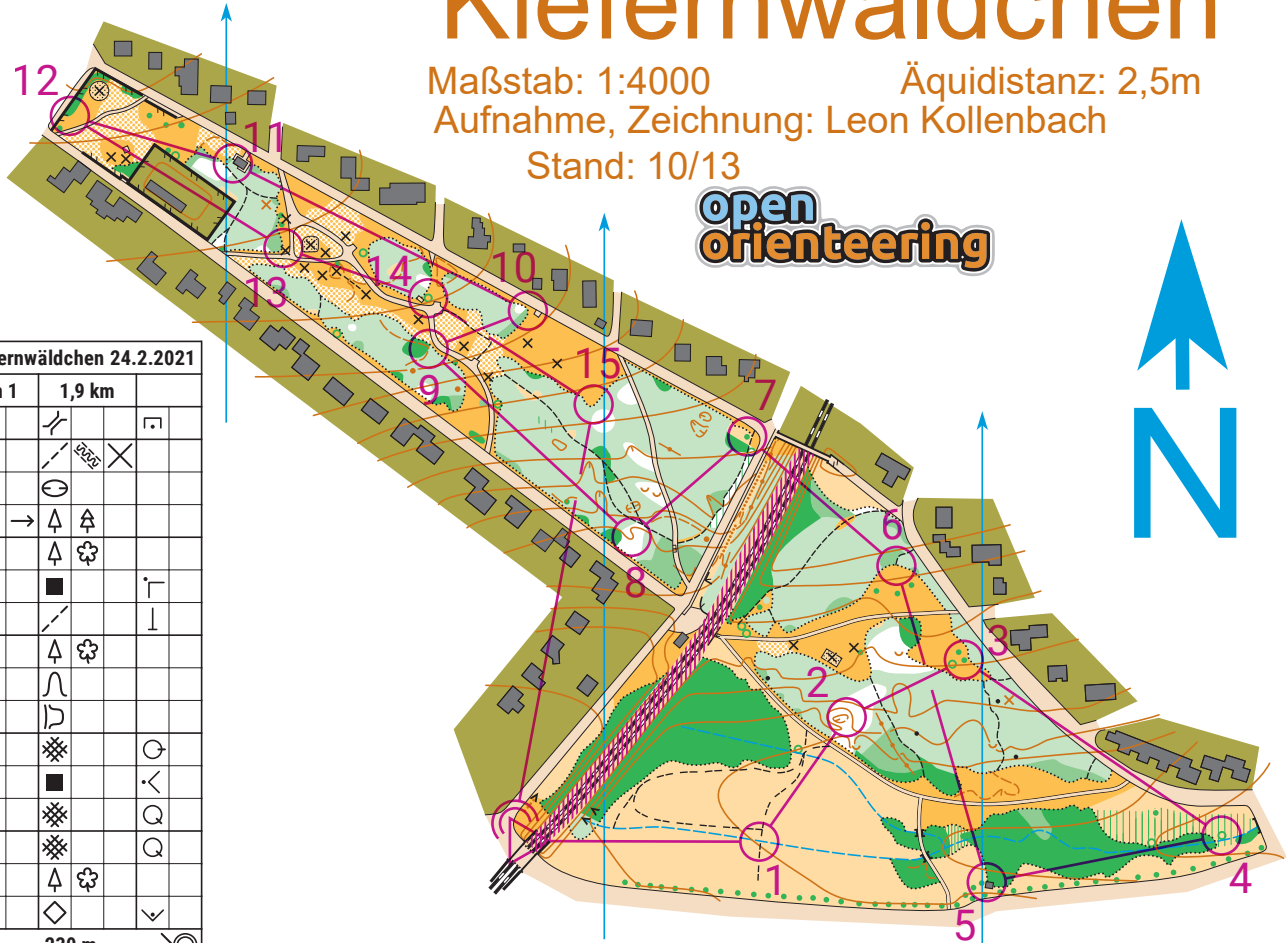 Kiefernwäldchen
Maßstab: 1:4000 Äquidistanz: 2,5m
Aufnahme, Zeichnung: Leon Kollenbach
Stand: 10/13
open
orienteering
12
11
10
14
13
15
9
7
8
6
3
2
1
4
5
N
ernwäldchen 24.2.2021
1 1,9 km